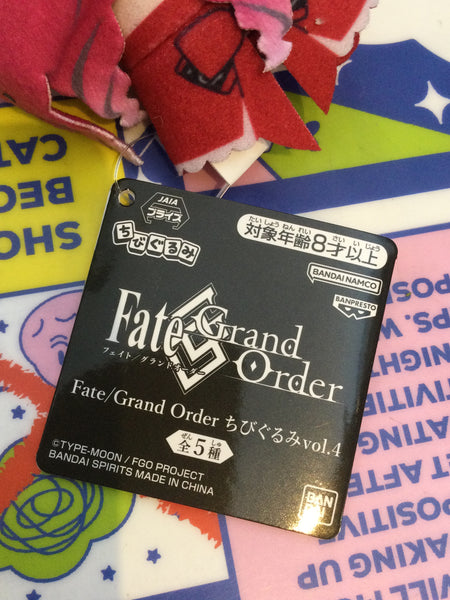 JAIA
プライズ
ちびぐるみ
たいしょうねんれい さいいじょう
対象年齢8才以上
BANDAI NAMCO
BANPRESTO
Fate Grand Order
フェイト/グランドオーダー
Fate/Grand Order ちびぐるみvol.4
ぜん しゅ
全5種
©TYPE-MOON / FGO PROJECT
BANDAI SPIRITS MADE IN CHINA
BAN
SHO
BEC
CAT
POS
PS. W
NIGH
TIVITIES
ATING
T AFTE
POSITIVE
AKING UP